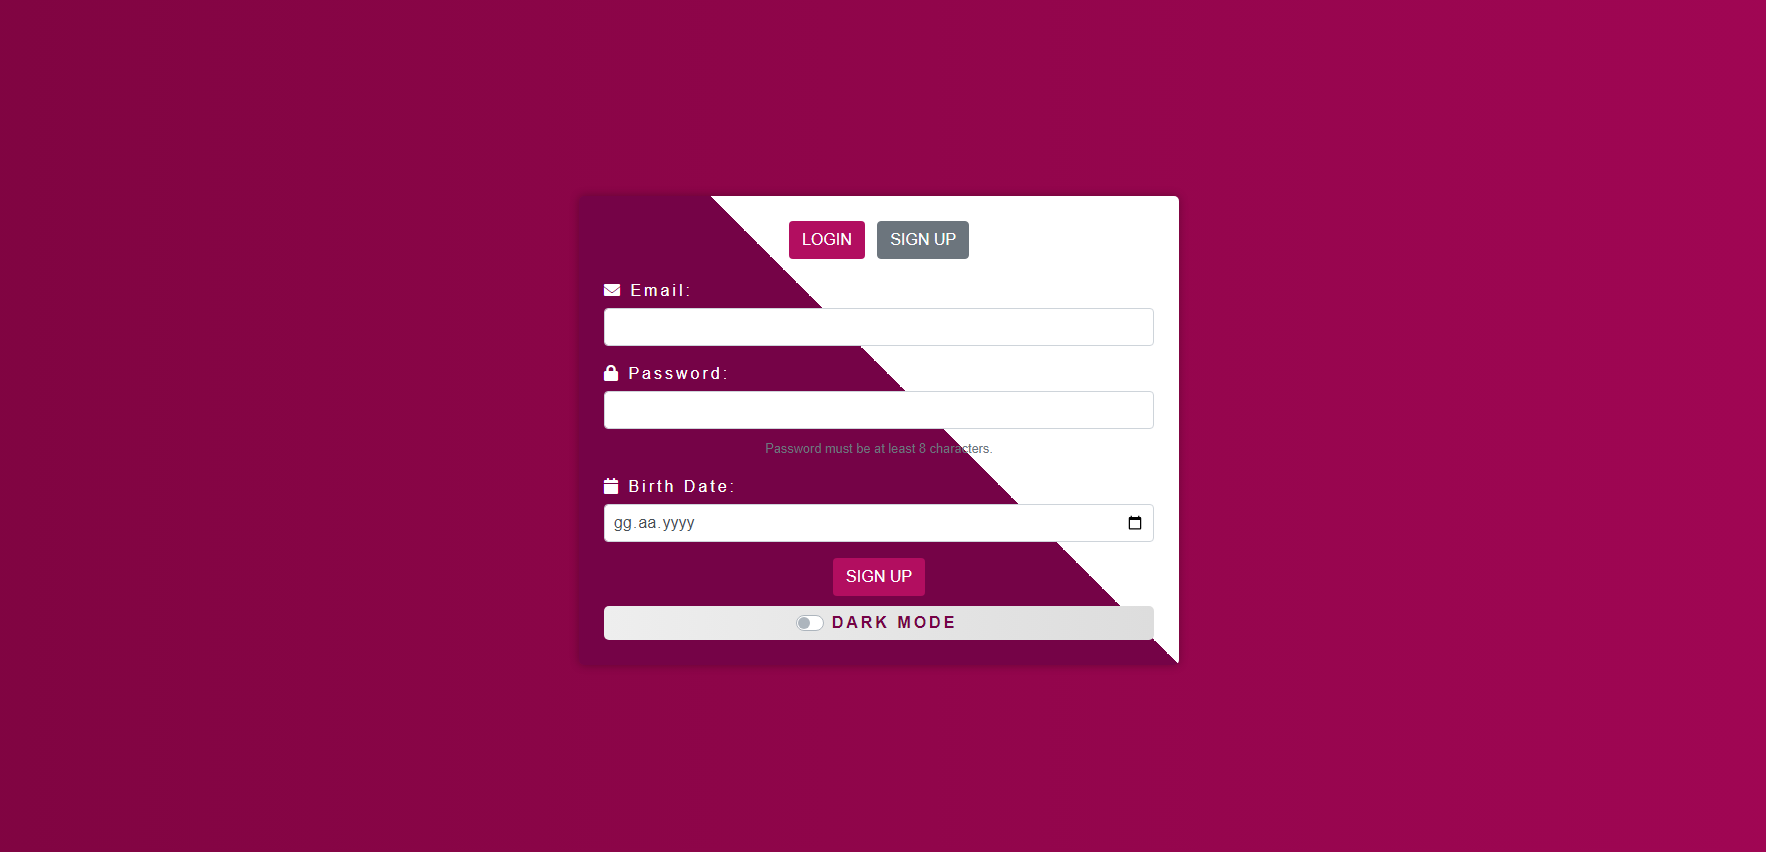 LOGIN SIGN UP
Email:
Password:
Password must be at least 8 characters.
Birth Date:
gg.aa.yyyy
SIGN UP
DARK MODE